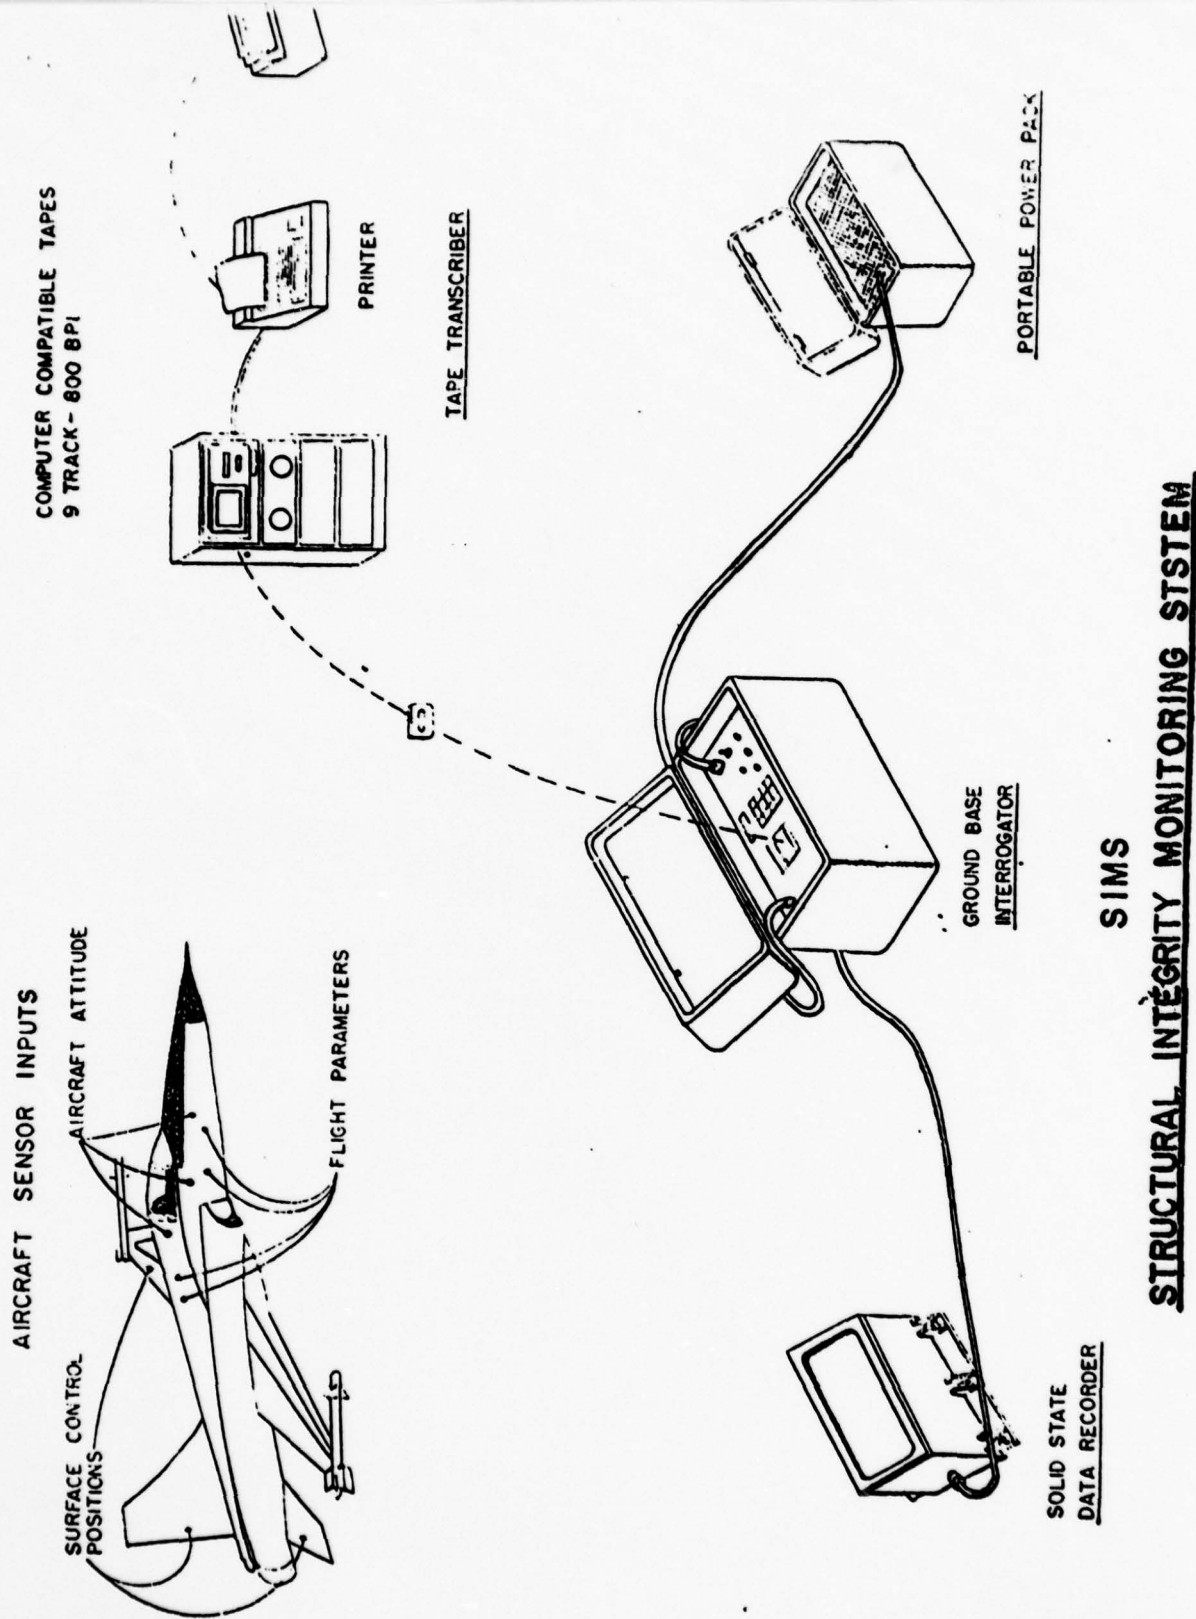 AIRCRAFT SENSOR INPUTS
SURFACE CONTROL
POSITIONS
AIRCRAFT ATTITUDE
FLIGHT PARAMETERS
COMPUTER COMPATIBLE TAPES
9 TRACK- 800 BPI
PRINTER
TAPE TRANSCRIBER
SOLID STATE
DATA RECORDER
GROUND BASE
INTERROGATOR
PORTABLE POWER PACK
SIMS
STRUCTURAL INTEGRITY MONITORING STSTEM